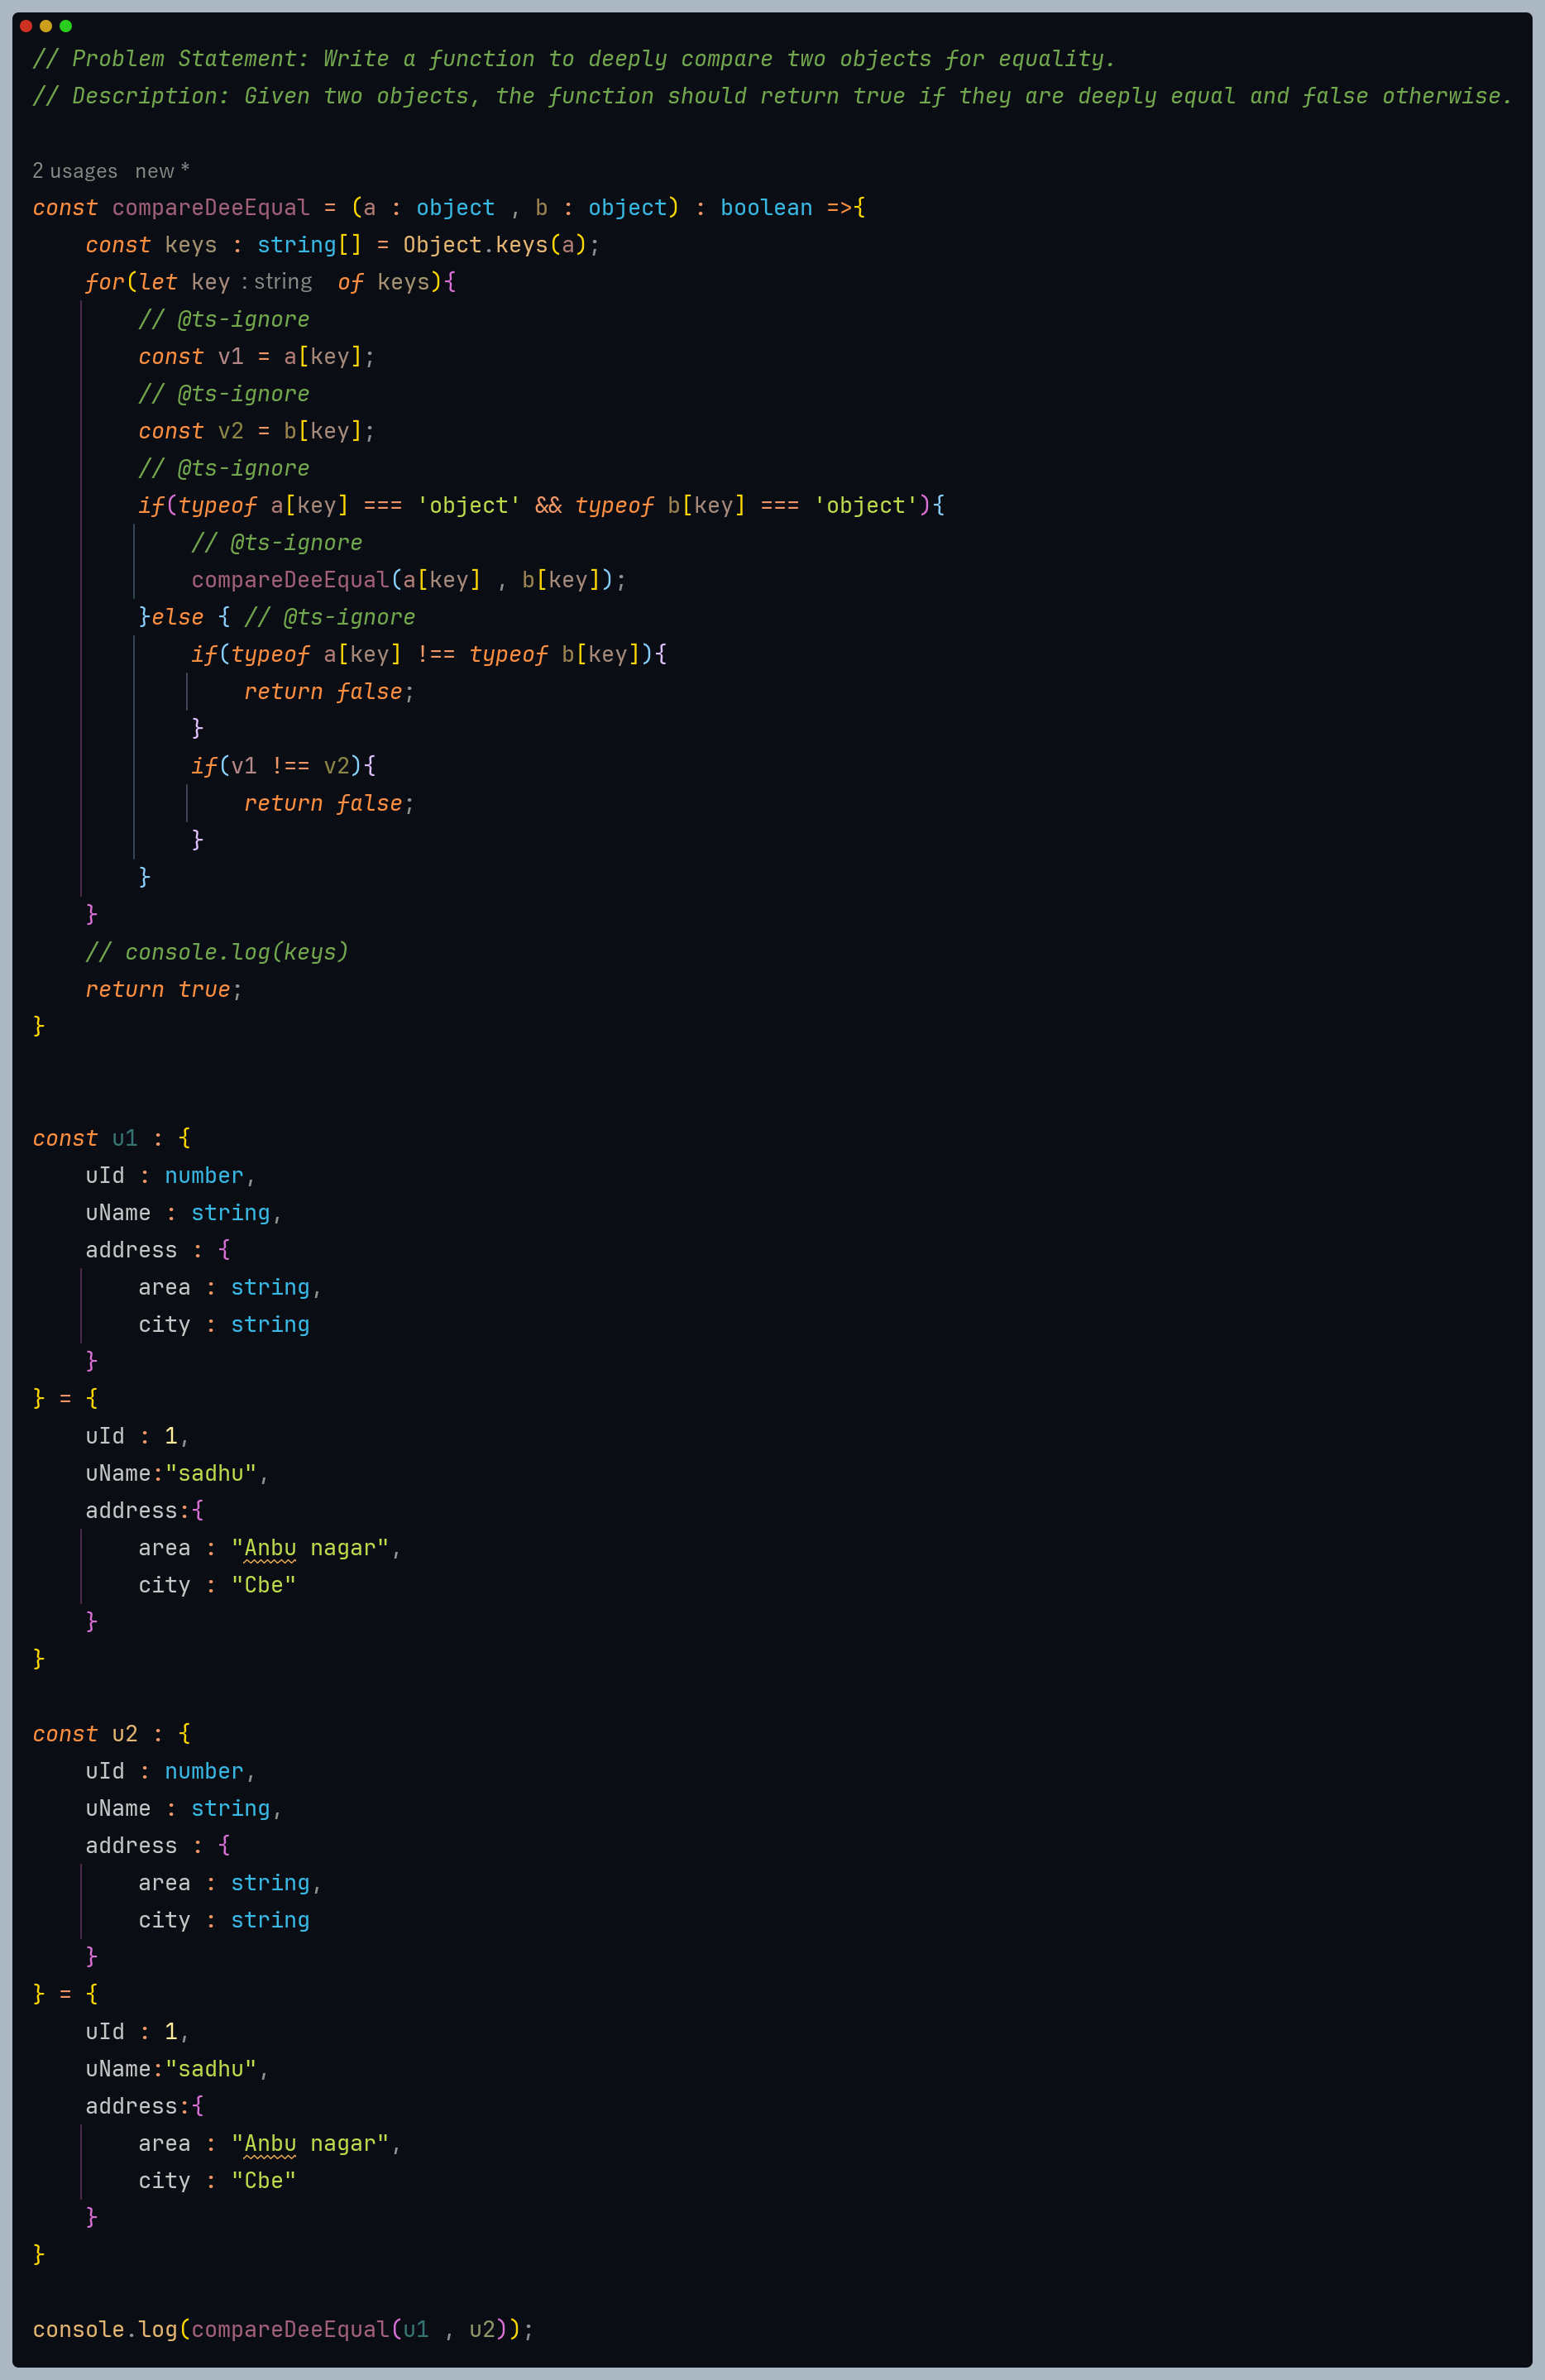 // Problem Statement: Write a function to deeply compare two objects for equality.
// Description: Given two objects, the function should return true if they are deeply equal and false otherwise.
2 usages   new *
const compareDeeEqual = (a : object , b : object) : boolean =>{
    const keys : string[] = Object.keys(a);
    for(let key : string  of keys){
        // @ts-ignore
        const v1 = a[key];
        // @ts-ignore
        const v2 = b[key];
        // @ts-ignore
        if(typeof a[key] === 'object' && typeof b[key] === 'object'){
            // @ts-ignore
            compareDeeEqual(a[key] , b[key]);
        }else { // @ts-ignore
            if(typeof a[key] !== typeof b[key]){
                return false;
            }
            if(v1 !== v2){
                return false;
            }
        }
    }
    // console.log(keys)
    return true;
}
const u1 : {
    uId : number,
    uName : string,
    address : {
        area : string,
        city : string
    }
} = {
    uId : 1,
    uName:"sadhu",
    address:{
        area : "Anbu nagar",
        city : "Cbe"
    }
}
const u2 : {
    uId : number,
    uName : string,
    address : {
        area : string,
        city : string
    }
} = {
    uId : 1,
    uName:"sadhu",
    address:{
        area : "Anbu nagar",
        city : "Cbe"
    }
}
console.log(compareDeeEqual(u1 , u2));